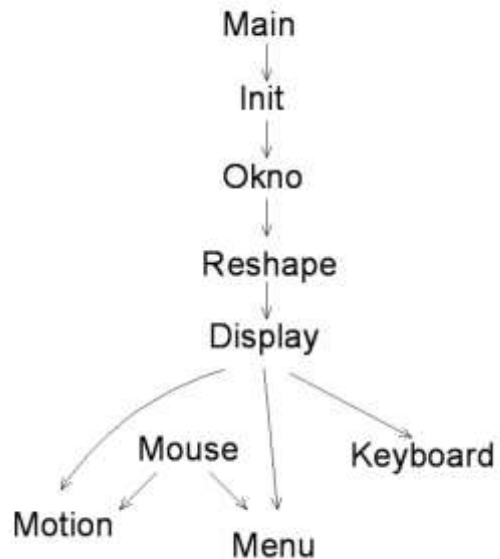 Main
Init
Okno
Reshape
Display
Mouse
Keyboard
Motion
Menu